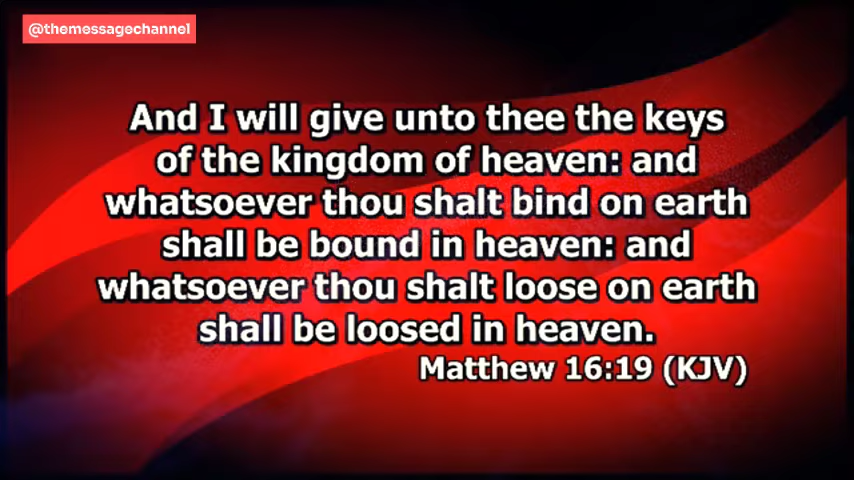 @themessagechannel
And I will give unto thee the keys
of the kingdom of heaven: and
whatsoever thou shalt bind on earth
shall be bound in heaven: and
whatsoever thou shalt loose on earth
shall be loosed in heaven.
Matthew 16:19 (KJV)